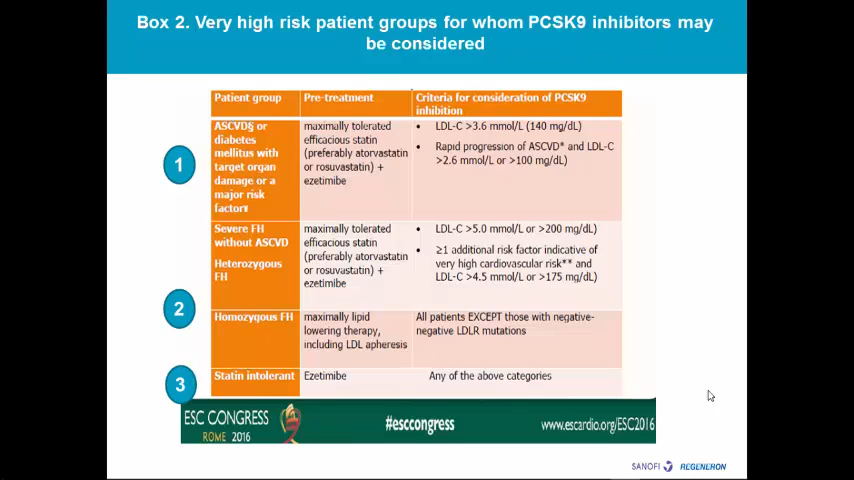 Box 2. Very high risk patient groups for whom PCSK9 inhibitors may
be considered
Patient group
Pre-treatment
Criteria for consideration of PCSK9
inhibition
1
ASCVD§ or
diabetes
mellitus with
target organ
damage or a
major risk
factor
maximally tolerated
efficacious statin
(preferably atorvastatin
or rosuvastatin) +
ezetimibe
• LDL-C >3.6 mmol/L (140 mg/dL)
• Rapid progression of ASCVD* and LDL-C
>2.6 mmol/L or >100 mg/dL)
2
Severe FH
without ASCVD
Heterozygous
FH
maximally tolerated
efficacious statin
(preferably atorvastatin
or rosuvastatin) +
ezetimibe
• LDL-C >5.0 mmol/L or >200 mg/dL)
• ≥1 additional risk factor indicative of
very high cardiovascular risk** and
LDL-C >4.5 mmol/L or >175 mg/dL)
Homozygous FH
maximally lipid
lowering therapy,
including LDL apheresis
All patients EXCEPT those with negative-
negative LDLR mutations
3
Statin intolerant
Ezetimibe
Any of the above categories
ESC CONGRESS
ROME 2016
#esccongress
www.escardio.org/ESC2016
SANOFI
REGENERON